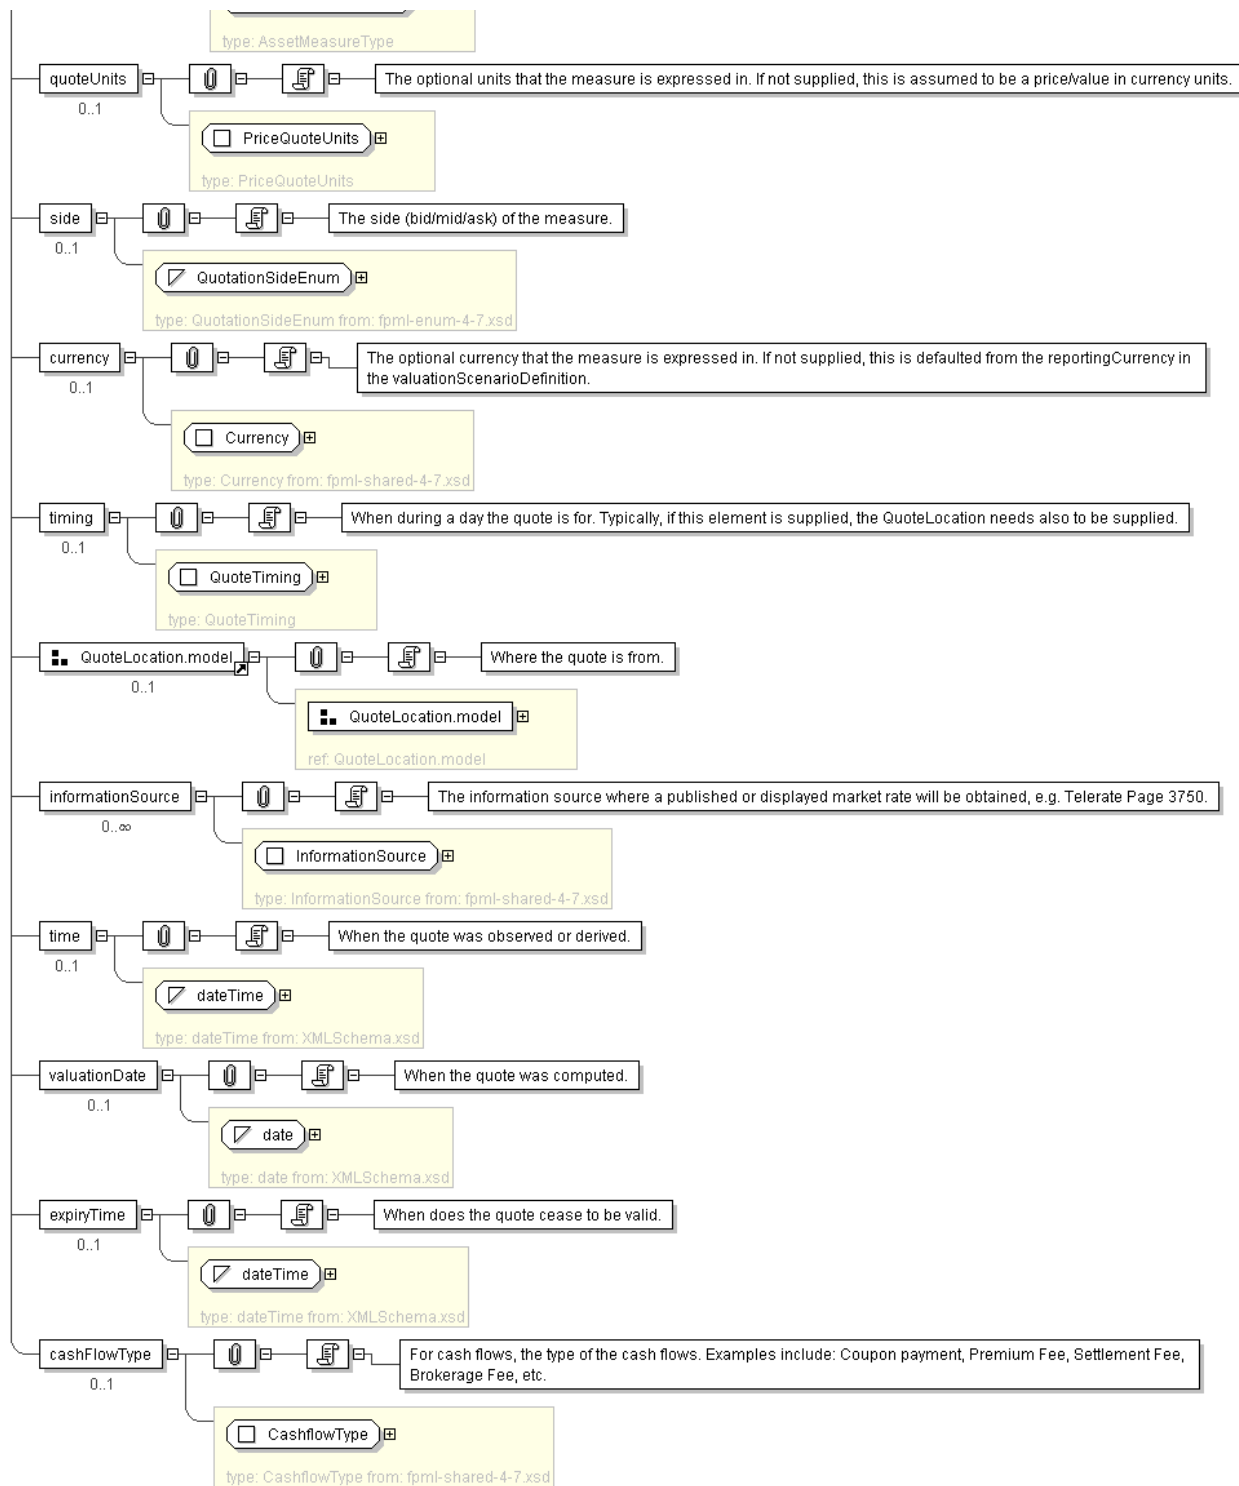 type: AssetMeasureType
quoteUnits
The optional units that the measure is expressed in. If not supplied, this is assumed to be a price/value in currency units.
0..1
PriceQuoteUnits
type: PriceQuoteUnits
side
The side (bid/mid/ask) of the measure.
0..1
QuotationSideEnum
type: QuotationSideEnum from: fpml-enum-4-7.xsd
currency
The optional currency that the measure is expressed in. If not supplied, this is defaulted from the reportingCurrency in
the valuationScenarioDefinition.
0..1
Currency
type: Currency from: fpml-shared-4-7.xsd
timing
When during a day the quote is for. Typically, if this element is supplied, the QuoteLocation needs also to be supplied.
0..1
QuoteTiming
type: QuoteTiming
QuoteLocation.model
Where the quote is from.
0..1
QuoteLocation.model
ref: QuoteLocation.model
informationSource
The information source where a published or displayed market rate will be obtained, e.g. Telerate Page 3750.
0..∞
InformationSource
type: InformationSource from: fpml-shared-4-7.xsd
time
When the quote was observed or derived.
0..1
dateTime
type: dateTime from: XMLSchema.xsd
valuationDate
When the quote was computed.
0..1
date
type: date from: XMLSchema.xsd
expiryTime
When does the quote cease to be valid.
0..1
dateTime
type: dateTime from: XMLSchema.xsd
cashFlowType
For cash flows, the type of the cash flows. Examples include: Coupon payment, Premium Fee, Settlement Fee,
Brokerage Fee, etc.
0..1
CashflowType
type: CashflowType from: fpml-shared-4-7.xsd